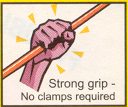 Strong grip -
No clamps required